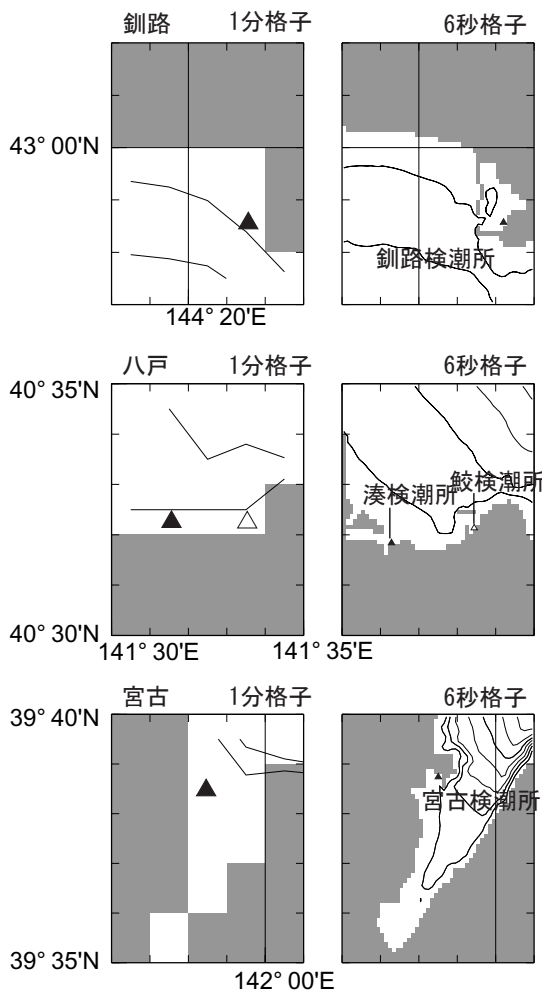 釧路 1分格子 6秒格子
43° 00'N
釧路検潮所
144° 20'E
八戸 1分格子 6秒格子
40° 35'N
湊検潮所 鮫検潮所
40° 30'N
141° 30'E 141° 35'E
宮古 1分格子 6秒格子
39° 40'N
宮古検潮所
39° 35'N
142° 00'E